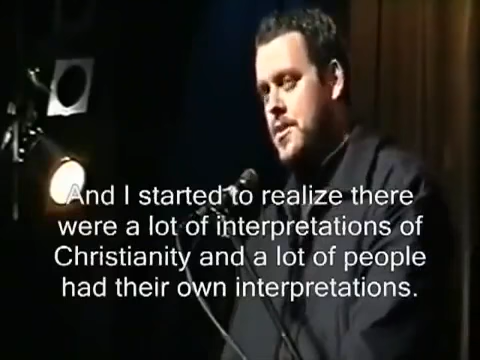 And I started to realize there
were a lot of interpretations of
Christianity and a lot of people
had their own interpretations.